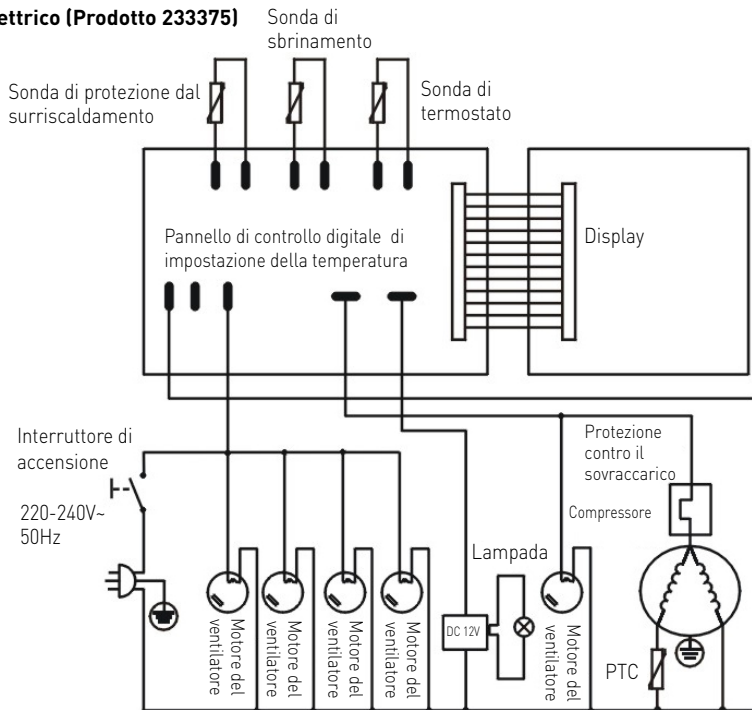 ettrico (Prodotto 233375)
Sonda di
sbrinamento
Sonda di protezione dal
surriscaldamento
Sonda di
termostato
Pannello di controllo digitale di
impostazione della temperatura
Display
Interruttore di
accensione
220-240V~
50Hz
Protezione
contro il
sovraccarico
Compressore
Lampada
DC 12V
Motore del
ventilatore
Motore del
ventilatore
Motore del
ventilatore
Motore del
ventilatore
Motore del
ventilatore
PTC